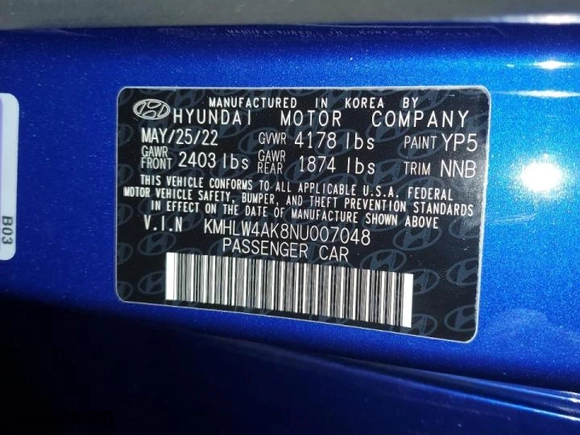 MANUFACTURED IN KOREA BY
HYUNDAI MOTOR COMPANY
MAY/25/22 GVWR 4178 lbs PAINT YP5
GAWR FRONT 2403 lbs GAWR REAR 1874 lbs TRIM NNB
THIS VEHICLE CONFORMS TO ALL APPLICABLE U.S.A. FEDERAL
MOTOR VEHICLE SAFETY, BUMPER, AND THEFT PREVENTION
STANDARDS IN EFFECT ON THE DATE OF MANUFACTURE SHOWN ABOVE.
V.I.N KMHLW4AK8NU007048
PASSENGER CAR
B03